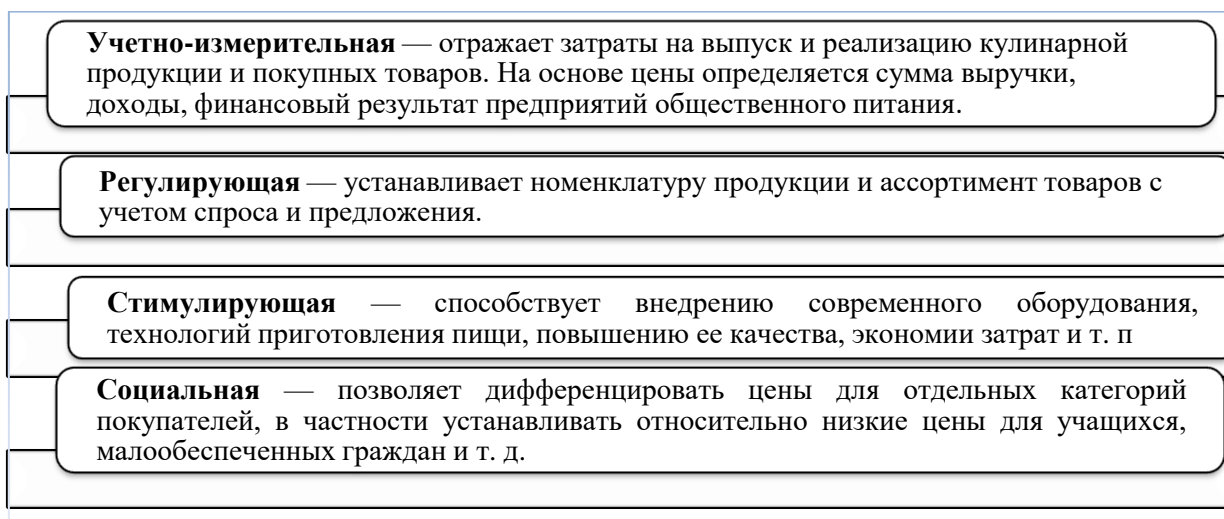 Учетно-измерительная — отражает затраты на выпуск и реализацию кулинарной
продукции и покупных товаров. На основе цены определяется сумма выручки,
доходы, финансовый результат предприятий общественного питания.
Регулирующая — устанавливает номенклатуру продукции и ассортимент товаров с
учетом спроса и предложения.
Стимулирующая — способствует внедрению современного оборудования,
технологий приготовления пищи, повышению ее качества, экономии затрат и т. п
Социальная — позволяет дифференцировать цены для отдельных категорий
покупателей, в частности устанавливать относительно низкие цены для учащихся,
малообеспеченных граждан и т. д.